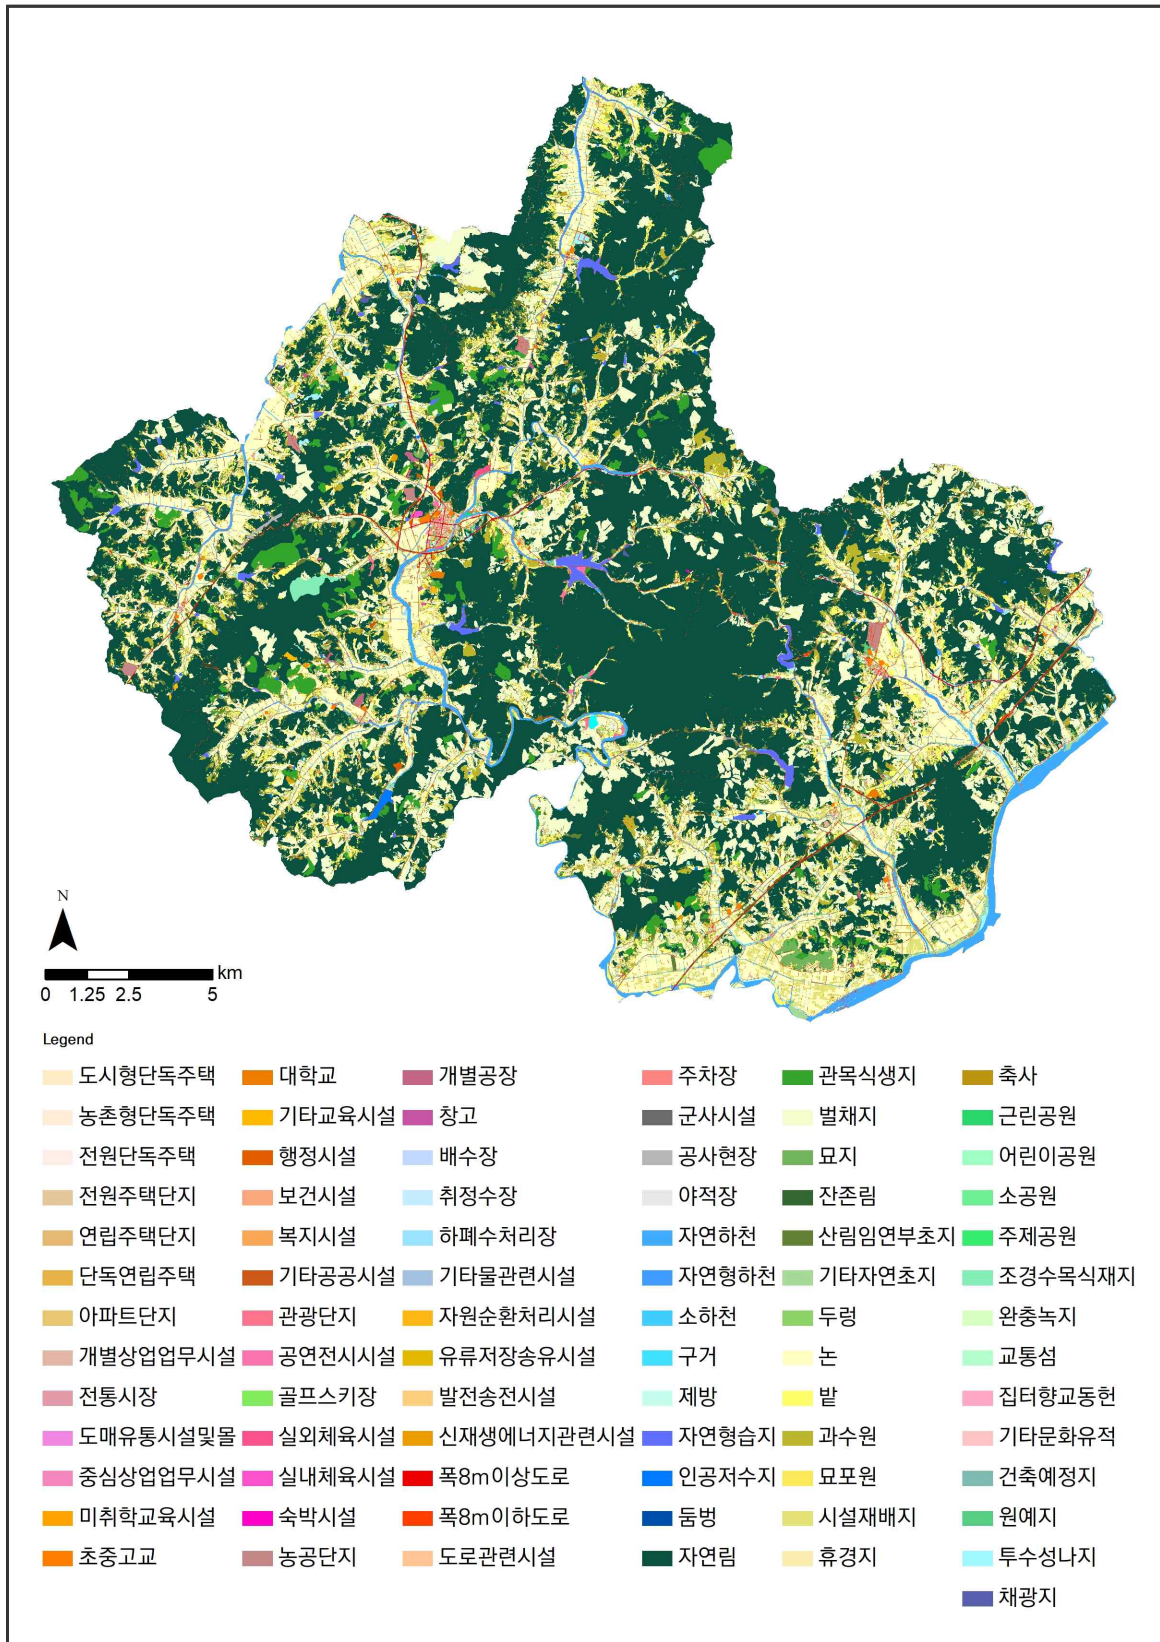 N
km
0 1.25 2.5 5
Legend
도시형단독주택
농촌형단독주택
전원단독주택
전원주택단지
연립주택단지
단독연립주택
아파트단지
개별상업업무시설
전통시장
도매유통시설및몰
중심상업업무시설
미취학교육시설
초중고교
대학교
기타교육시설
행정시설
보건시설
복지시설
기타공공시설
관광단지
공연전시시설
골프스키장
실외체육시설
실내체육시설
숙박시설
농공단지
개별공장
창고
배수장
취정수장
하폐수처리장
기타물관련시설
자원순환처리시설
유류저장송유시설
발전송전시설
신재생에너지관련시설
폭8m이상도로
폭8m이하도로
도로관련시설
주차장
군사시설
공사현장
야적장
자연하천
자연형하천
소하천
구거
제방
자연형습지
인공저수지
둠벙
자연림
관목식생지
벌채지
묘지
잔존림
산림임연부초지
기타자연초지
두렁
논
밭
과수원
묘포원
시설재배지
휴경지
축사
근린공원
어린이공원
소공원
주제공원
조경수목식재지
완충녹지
교통섬
집터향교동헌
기타문화유적
건축예정지
원예지
투수성나지
채광지